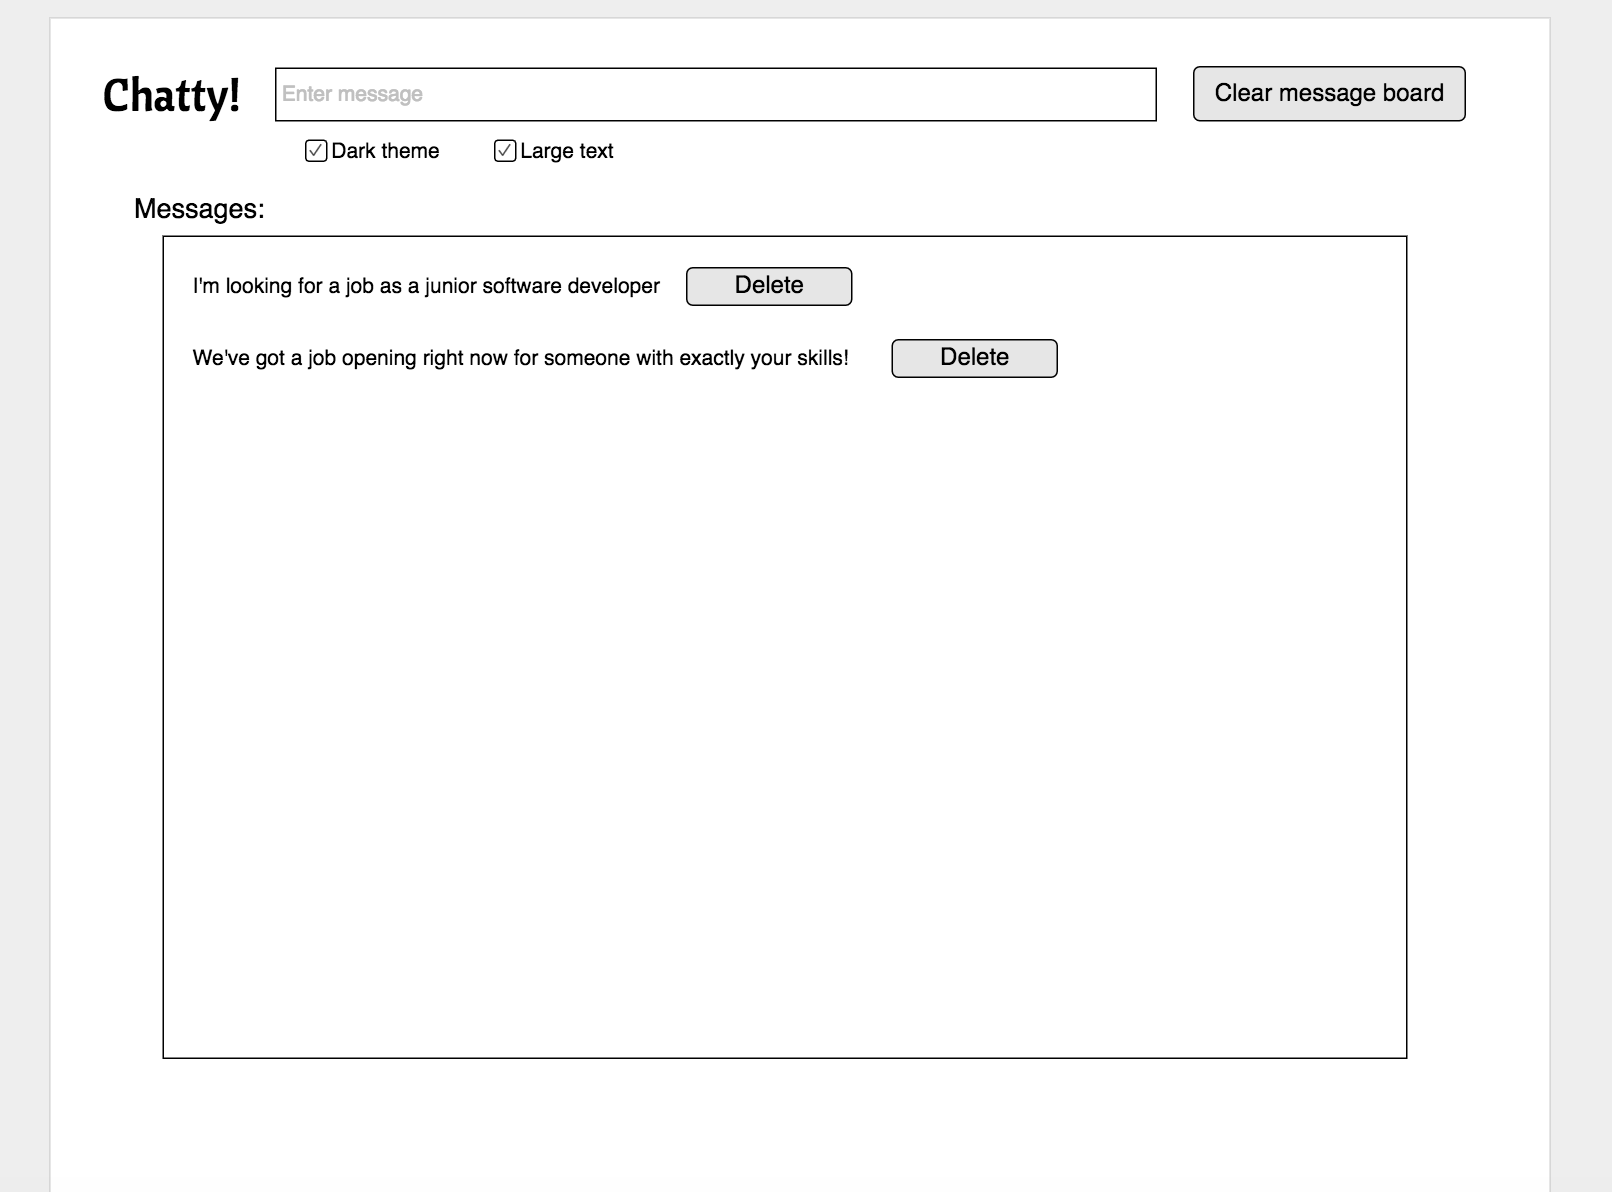 Chatty!
Enter message
Clear message board
Dark theme
Large text
Messages:
I'm looking for a job as a junior software developer
Delete
We've got a job opening right now for someone with exactly your skills!
Delete